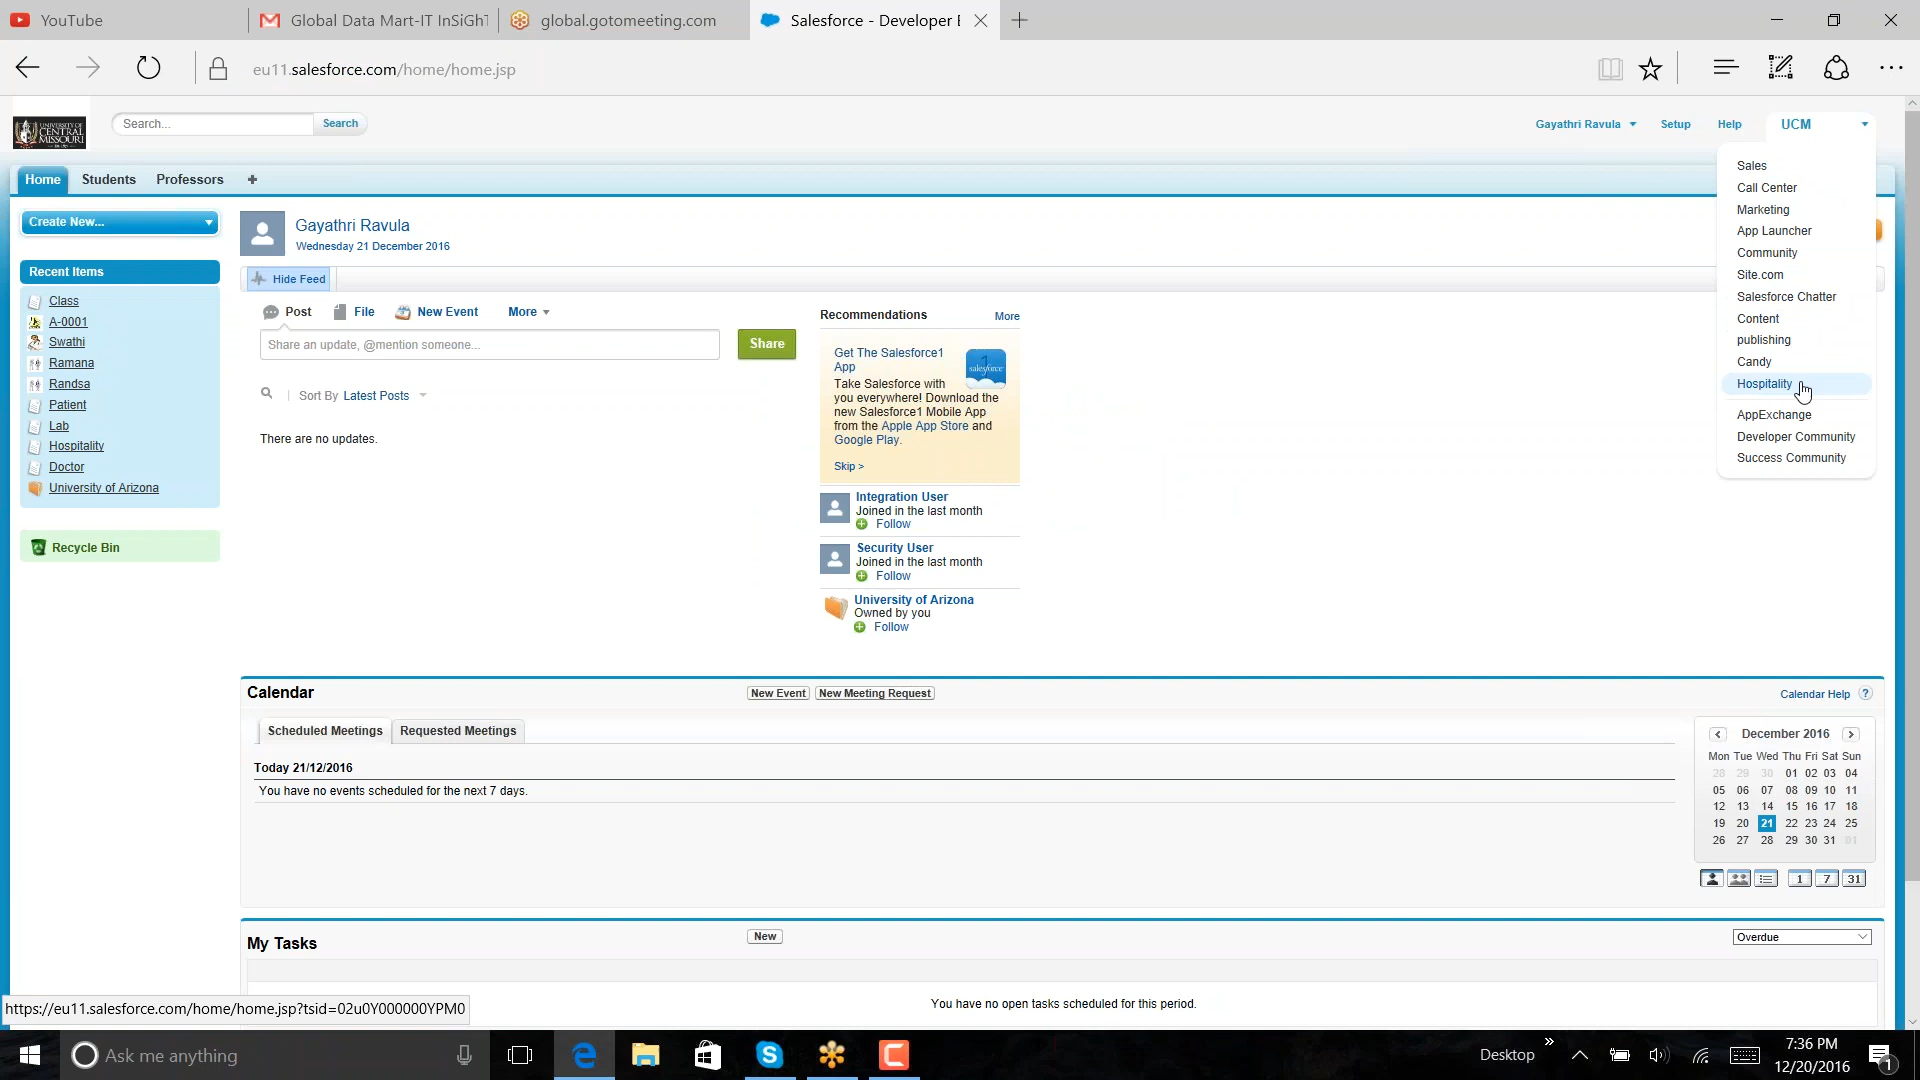 YouTube
Global Data Mart-IT InSiGhT
global.gotomeeting.com
Salesforce - Developer E
eu11.salesforce.com/home/home.jsp
UNIVERSITY OF
CENTRAL
MISSOURI
Search...
Search
Gayathri Ravula
Setup
Help
UCM
Home
Students
Professors
+
Sales
Call Center
Marketing
App Launcher
Community
Site.com
Salesforce Chatter
Content
publishing
Candy
Hospitality
AppExchange
Developer Community
Success Community
Create New...
Recent Items
Class
A-0001
Swathi
Ramana
Randsa
Patient
Lab
Hospitality
Doctor
University of Arizona
Recycle Bin
Gayathri Ravula
Wednesday 21 December 2016
Hide Feed
Post
File
New Event
More
Share an update, @mention someone...
Share
Sort By Latest Posts
There are no updates.
Recommendations
More
Get The Salesforce1
App
salesforce
Take Salesforce with
you everywhere! Download the
new Salesforce1 Mobile App
from the Apple App Store and
Google Play.
Skip >
Integration User
Joined in the last month
Follow
Security User
Joined in the last month
Follow
University of Arizona
Owned by you
Follow
Calendar
New Event
New Meeting Request
Calendar Help ?
Scheduled Meetings
Requested Meetings
Today 21/12/2016
You have no events scheduled for the next 7 days.
December 2016
Mon Tue Wed Thu Fri Sat Sun
28 29 30 01 02 03 04
05 06 07 08 09 10 11
12 13 14 15 16 17 18
19 20 21 22 23 24 25
26 27 28 29 30 31 01
1 7 31
My Tasks
New
Overdue
You have no open tasks scheduled for this period.
https://eu11.salesforce.com/home/home.jsp?tsid=02u0Y000000YPM0
Ask me anything
Desktop
7:36 PM
12/20/2016
1